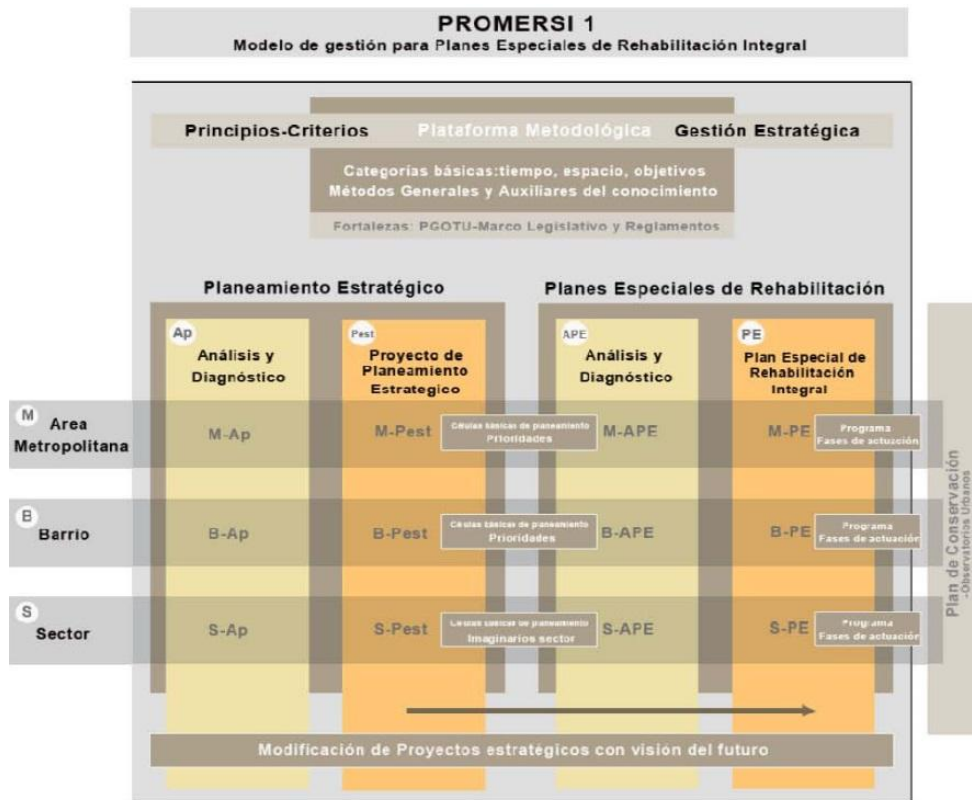 PROMERSI 1
Modelo de gestión para Planes Especiales de Rehabilitación Integral
Principios-Criterios
Plataforma Metodológica
Gestión Estratégica
Categorías básicas:tiempo, espacio, objetivos
Métodos Generales y Auxiliares del conocimiento
Fortalezas: PGOTU-Marco Legislativo y Reglamentos
Planeamiento Estratégico
Planes Especiales de Rehabilitación
Ap
Análisis y
Diagnóstico
Pest
Proyecto de
Planeamiento
Estrategico
APE
Análisis y
Diagnóstico
PE
Plan Especial de
Rehabilitación
Integral
M
Area
Metropolitana
M-Ap
M-Pest
Células básicas de planeamiento
Prioridades
M-APE
M-PE
Programa
Fases de actuación
B
Barrio
B-Ap
B-Pest
Células básicas de planeamiento
Prioridades
B-APE
B-PE
Programa
Fases de actuación
S
Sector
S-Ap
S-Pest
Células básicas de planeamiento
Imaginarios sector
S-APE
S-PE
Programa
Fases de actuación
Plan de Conservación
-Observatorios Urbanos
Modificación de Proyectos estratégicos con visión del futuro